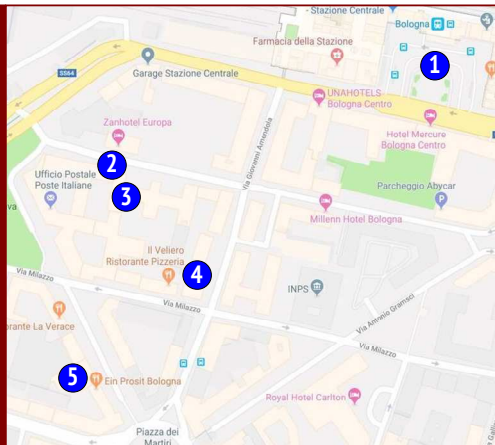 Stazione Centrale
Bologna
Farmacia della Stazione
1
SS64
Garage Stazione Centrale
UNAHOTELS
Bologna Centro
Hotel Mercure
Bologna Centro
Zanhotel Europa
Via Giovanni Amendola
2
Ufficio Postale
Poste Italiane
3
Parcheggio Abycar
P
Millenn Hotel Bologna
va
Il Veliero
Ristorante Pizzeria
4
Via Milazzo
INPS
Via Milazzo
Via Antonio Gramsci
orante La Verace
Via Milazzo
5
Ein Prosit Bologna
Royal Hotel Carlton
Piazza dei
Martiri